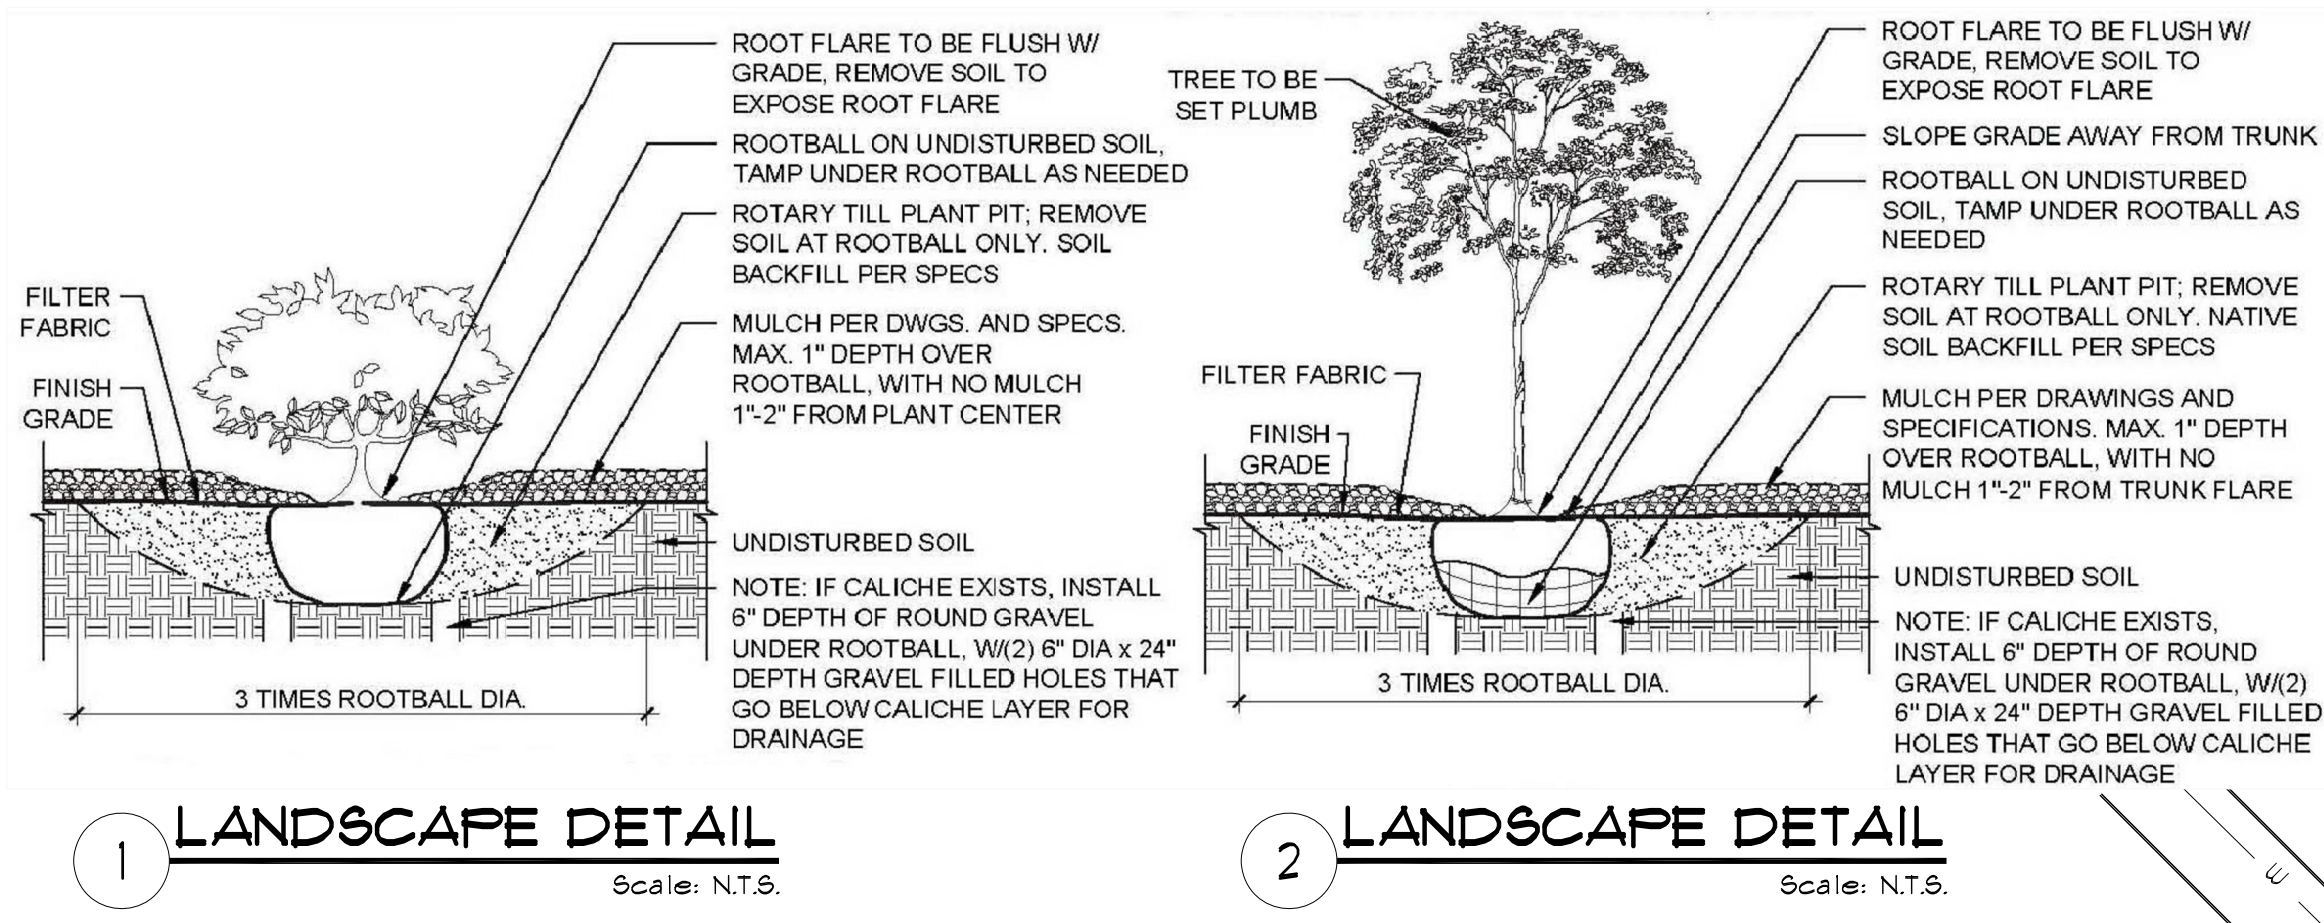 ROOT FLARE TO BE FLUSH W/
GRADE, REMOVE SOIL TO
EXPOSE ROOT FLARE
ROOTBALL ON UNDISTURBED SOIL,
TAMP UNDER ROOTBALL AS NEEDED
ROTARY TILL PLANT PIT; REMOVE
SOIL AT ROOTBALL ONLY. SOIL
BACKFILL PER SPECS
FILTER
FABRIC
MULCH PER DWGS. AND SPECS.
MAX. 1" DEPTH OVER
ROOTBALL, WITH NO MULCH
1"-2" FROM PLANT CENTER
FINISH
GRADE
UNDISTURBED SOIL
NOTE: IF CALICHE EXISTS, INSTALL
6" DEPTH OF ROUND GRAVEL
UNDER ROOTBALL, W/(2) 6" DIA x 24"
DEPTH GRAVEL FILLED HOLES THAT
GO BELOW CALICHE LAYER FOR
DRAINAGE
3 TIMES ROOTBALL DIA.
1
LANDSCAPE DETAIL
Scale: N.T.S.
TREE TO BE
SET PLUMB
ROOT FLARE TO BE FLUSH W/
GRADE, REMOVE SOIL TO
EXPOSE ROOT FLARE
SLOPE GRADE AWAY FROM TRUNK
ROOTBALL ON UNDISTURBED
SOIL, TAMP UNDER ROOTBALL AS
NEEDED
ROTARY TILL PLANT PIT; REMOVE
SOIL AT ROOTBALL ONLY. NATIVE
SOIL BACKFILL PER SPECS
FILTER FABRIC
MULCH PER DRAWINGS AND
SPECIFICATIONS. MAX. 1" DEPTH
OVER ROOTBALL, WITH NO
MULCH 1"-2" FROM TRUNK FLARE
FINISH
GRADE
UNDISTURBED SOIL
NOTE: IF CALICHE EXISTS,
INSTALL 6" DEPTH OF ROUND
GRAVEL UNDER ROOTBALL, W/(2)
6" DIA x 24" DEPTH GRAVEL FILLED
HOLES THAT GO BELOW CALICHE
LAYER FOR DRAINAGE
3 TIMES ROOTBALL DIA.
2
LANDSCAPE DETAIL
Scale: N.T.S.